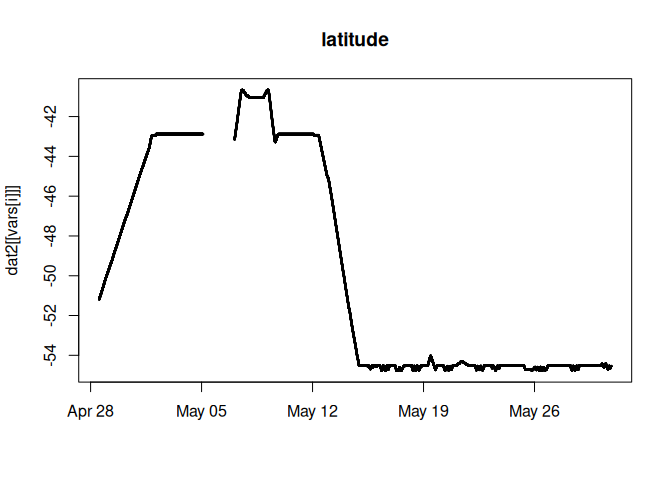 latitude
dat2[[vars[i]]]
-42
-44
-46
-48
-50
-52
-54
Apr 28
May 05
May 12
May 19
May 26